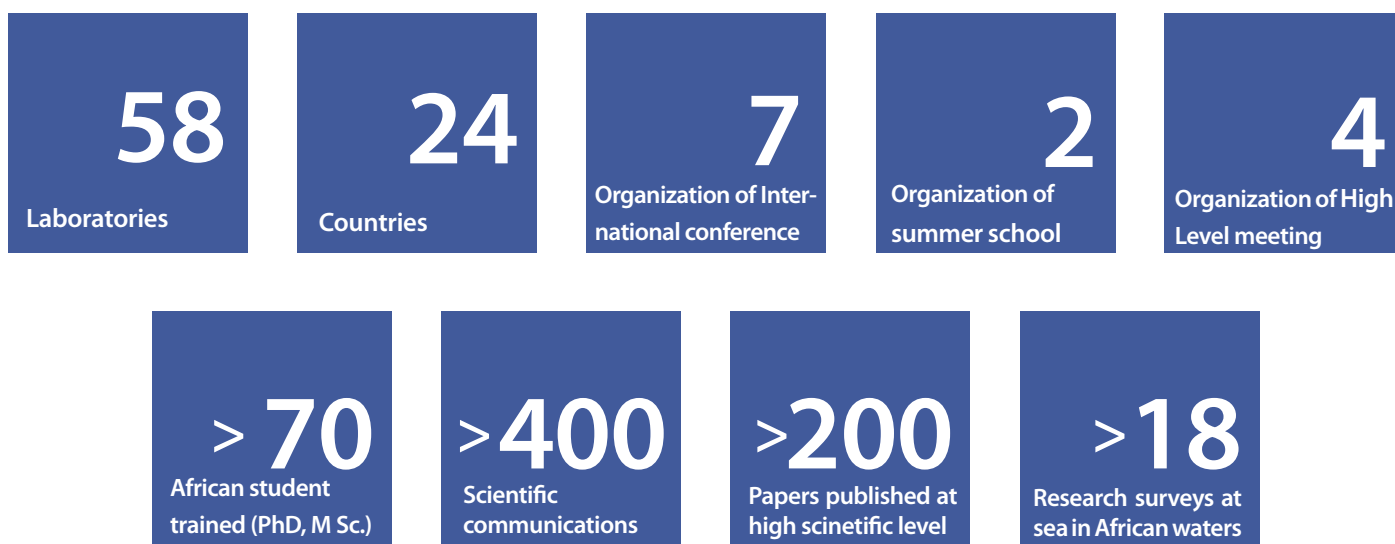 58
Laboratories
24
Countries
7
Organization of Inter-
national conference
2
Organization of
summer school
4
Organization of High
Level meeting
> 70
African student
trained (PhD, M Sc.)
>400
Scientific
communications
>200
Papers published at
high scinetific level
>18
Research surveys at
sea in African waters